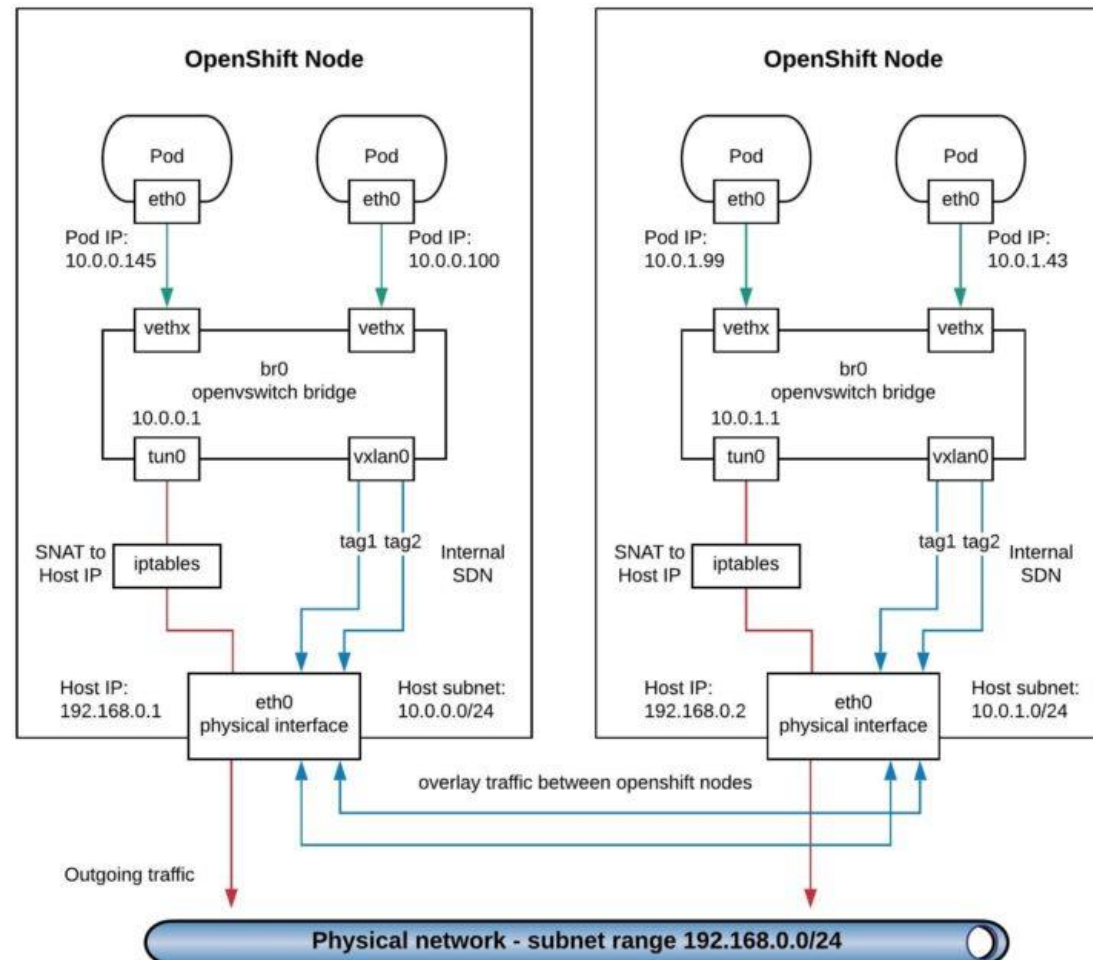 OpenShift Node
Pod
Pod
eth0
eth0
Pod IP:
10.0.0.145
Pod IP:
10.0.0.100
vethx
vethx
br0
openvswitch bridge
10.0.0.1
tun0
vxlan0
SNAT to
Host IP
iptables
tag1 tag2
Internal
SDN
Host IP:
192.168.0.1
eth0
physical interface
Host subnet:
10.0.0.0/24
OpenShift Node
Pod
Pod
eth0
eth0
Pod IP:
10.0.1.99
Pod IP:
10.0.1.43
vethx
vethx
br0
openvswitch bridge
10.0.1.1
tun0
vxlan0
SNAT to
Host IP
iptables
tag1 tag2
Internal
SDN
Host IP:
192.168.0.2
eth0
physical interface
Host subnet:
10.0.1.0/24
overlay traffic between openshift nodes
Outgoing traffic
Physical network - subnet range 192.168.0.0/24